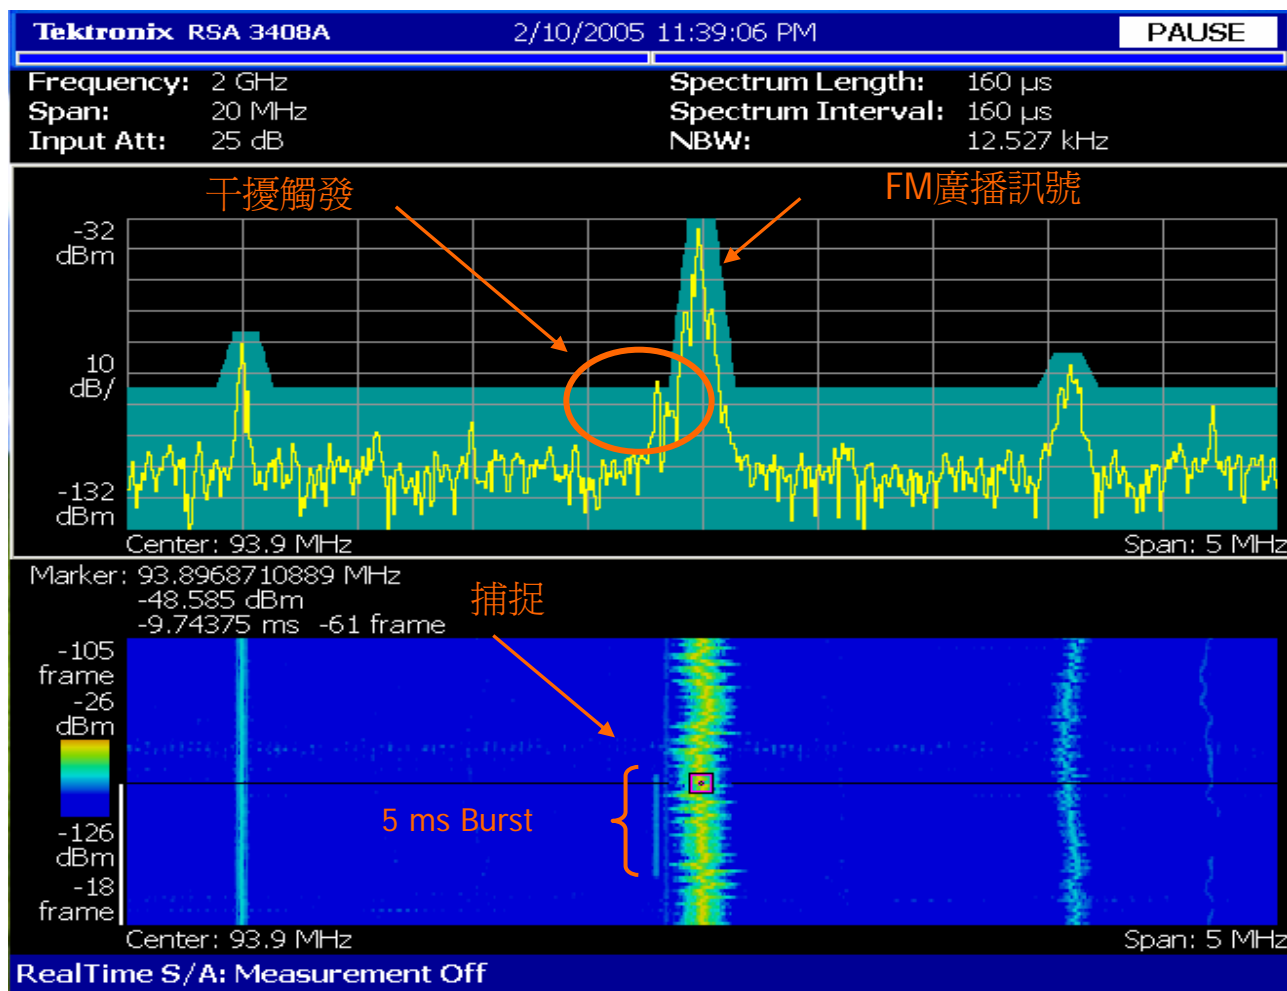 Tektronix RSA 3408A 2/10/2005 11:39:06 PM PAUSE
Frequency: 2 GHz Spectrum Length: 160 µs
Span: 20 MHz Spectrum Interval: 160 µs
Input Att: 25 dB NBW: 12.527 kHz
干擾觸發 FM廣播訊號
-32
dBm
10
dB/
-132
dBm
Center: 93.9 MHz Span: 5 MHz
Marker: 93.8968710889 MHz
-48.585 dBm
-9.74375 ms -61 frame
捕捉
-105
frame
-26
dBm
5 ms Burst
-126
dBm
-18
frame
Center: 93.9 MHz Span: 5 MHz
RealTime S/A: Measurement Off